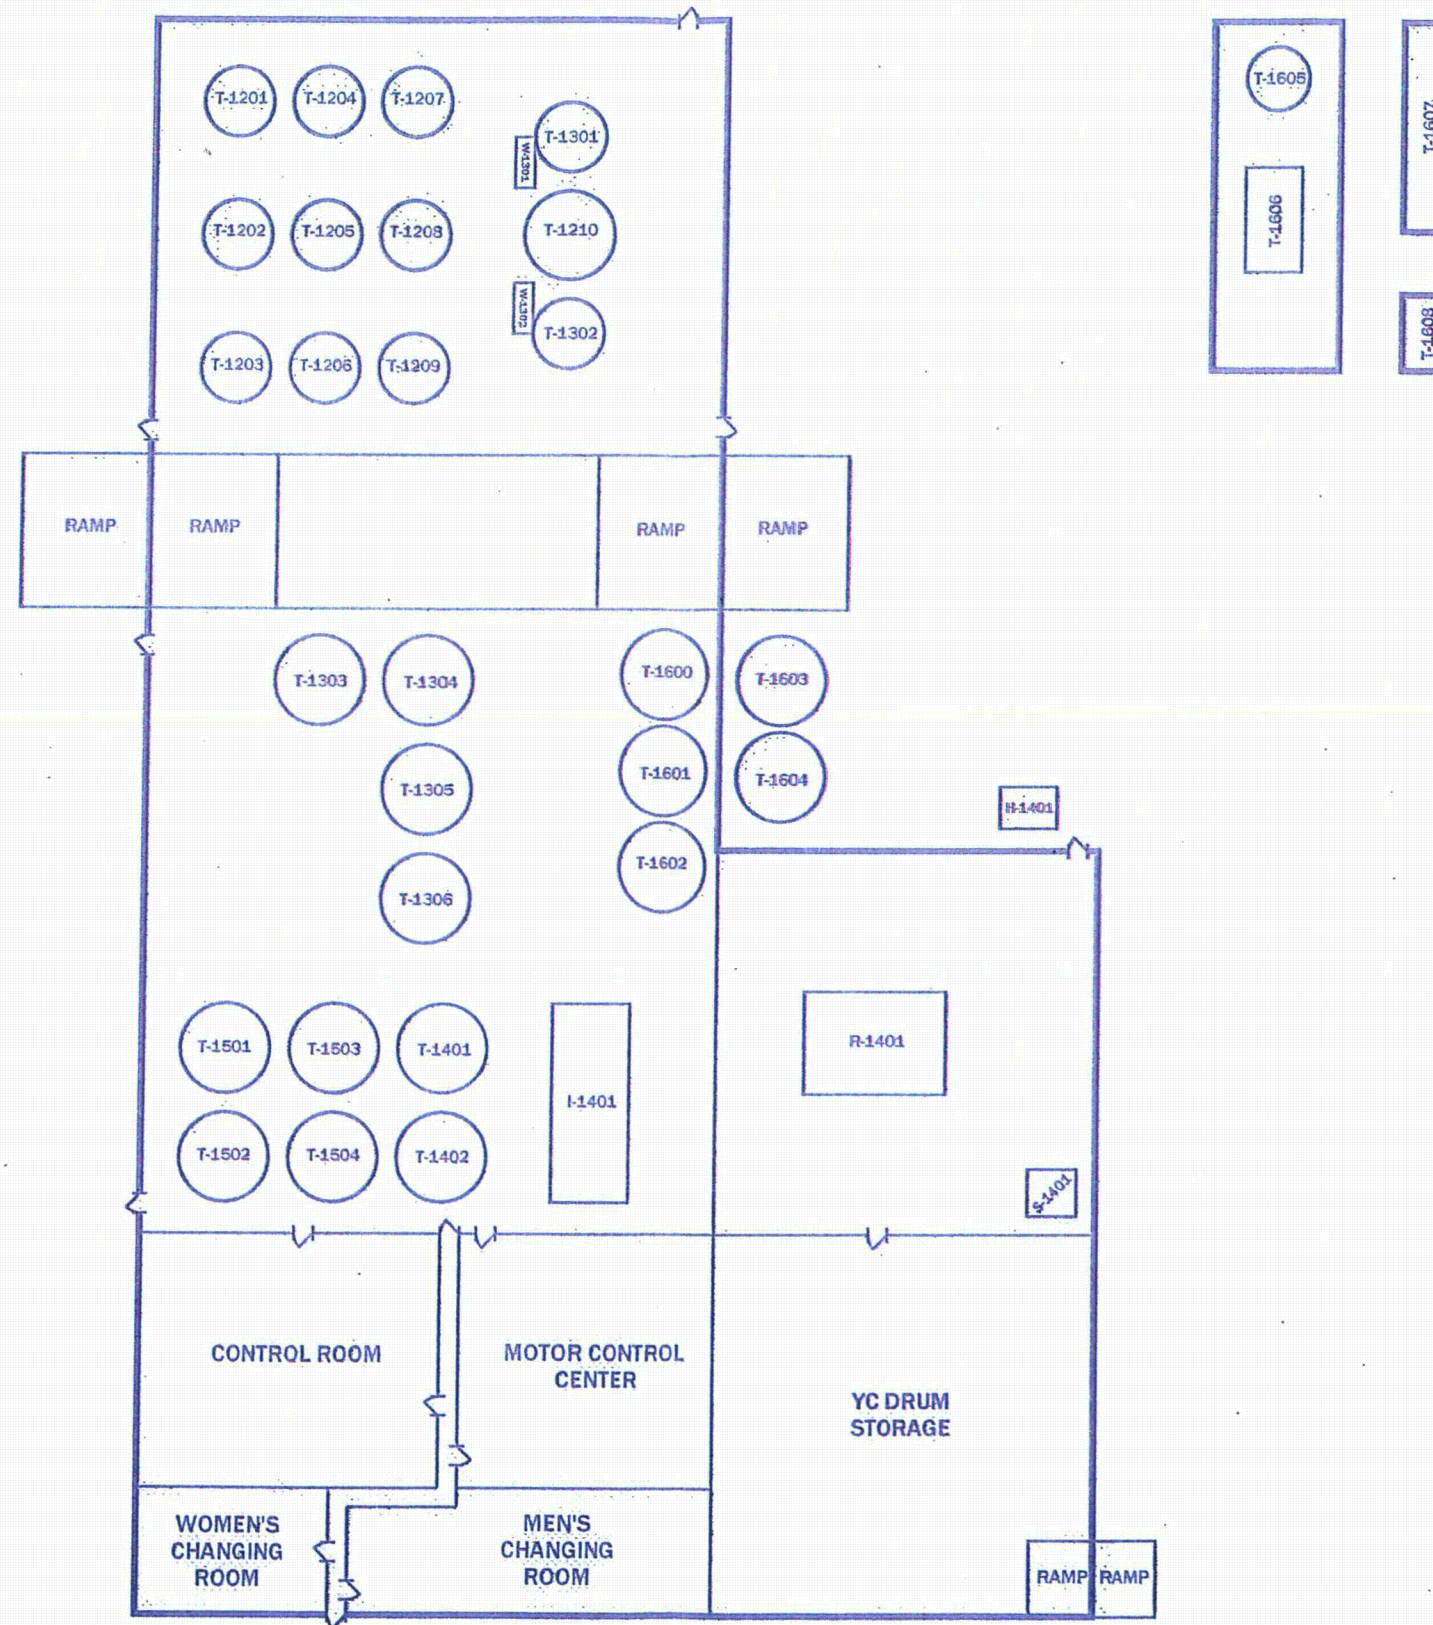 T-1201 T-1204 T-1207
T-1301
W-1301
T-1202 T-1205 T-1208
T-1210
W-1302
T-1302
T-1203 T-1206 T-1209
T-1605
T-1606
T-1607
T-1608
RAMP RAMP RAMP RAMP
T-1303 T-1304 T-1600 T-1603
T-1305 T-1601 T-1604
H-1401
T-1306 T-1602
T-1501 T-1503 T-1401
R-1401
I-1401
T-1502 T-1504 T-1402
S-1401
CONTROL ROOM
MOTOR CONTROL
CENTER
YC DRUM
STORAGE
WOMEN'S
CHANGING
ROOM
MEN'S
CHANGING
ROOM
RAMP RAMP